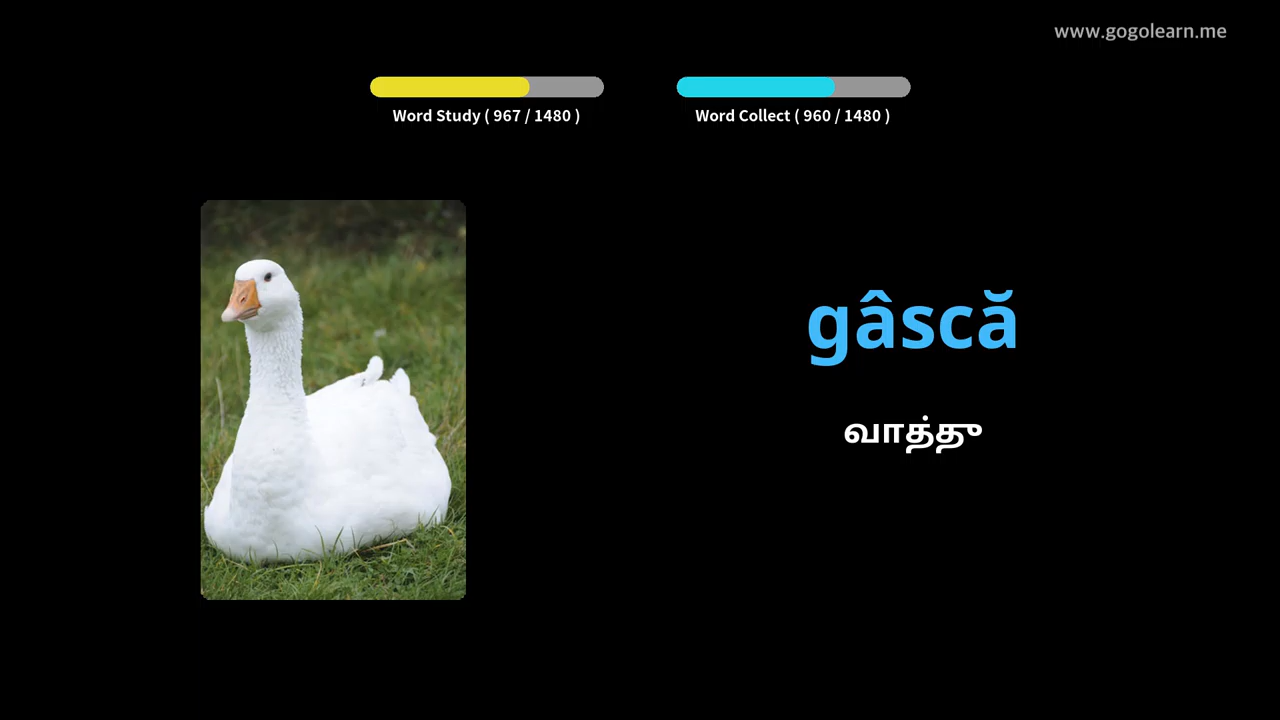 www.gogolearn.me
Word Study ( 967 / 1480 )
Word Collect ( 960 / 1480 )
gâscă
வாத்து